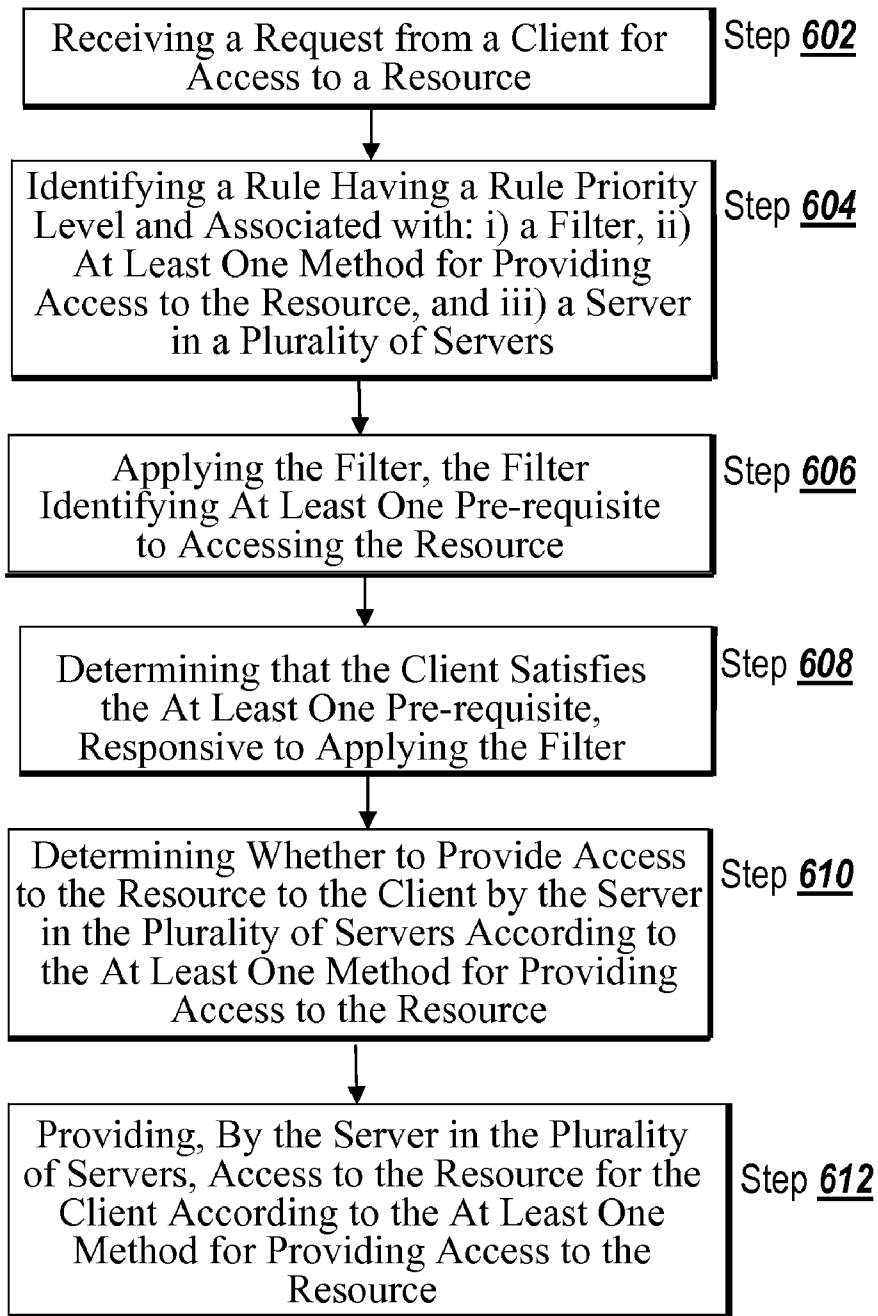 Receiving a Request from a Client for
Access to a Resource
Step 602
Identifying a Rule Having a Rule Priority
Level and Associated with: i) a Filter, ii)
At Least One Method for Providing
Access to the Resource, and iii) a Server
in a Plurality of Servers
Step 604
Applying the Filter, the Filter
Identifying At Least One Pre-requisite
to Accessing the Resource
Step 606
Determining that the Client Satisfies
the At Least One Pre-requisite,
Responsive to Applying the Filter
Step 608
Determining Whether to Provide Access
to the Resource to the Client by the Server
in the Plurality of Servers According to
the At Least One Method for Providing
Access to the Resource
Step 610
Providing, By the Server in the Plurality
of Servers, Access to the Resource for the
Client According to the At Least One
Method for Providing Access to the
Resource
Step 612